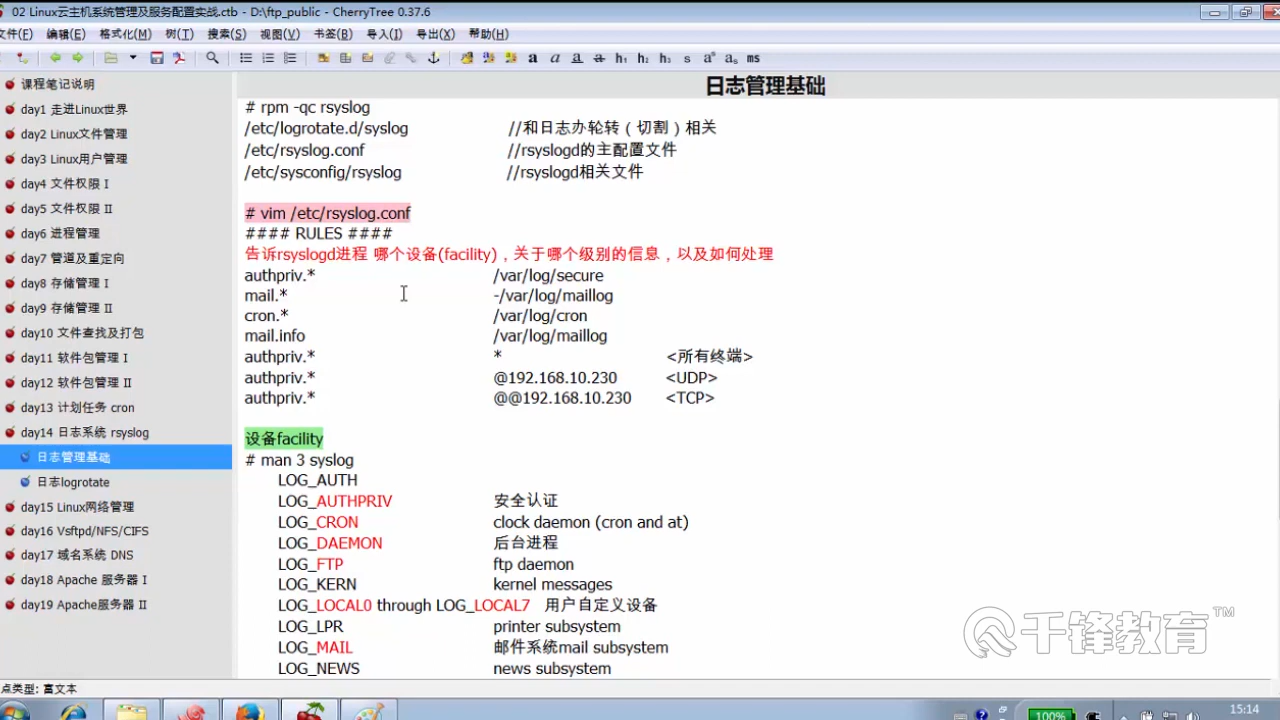 02 Linux云主机系统管理及服务配置实战.ctb - D:\ftp_public - CherryTree 0.37.6
文件(F) 编辑(E) 格式化(M) 树(T) 搜索(S) 视图(V) 书签(B) 导入(I) 导出(X) 帮助(H)
a a a a h₁ h₂ h₃ s aˢ aₛ ms
课程笔记说明
day1 走进Linux世界
day2 Linux文件管理
day3 Linux用户管理
day4 文件权限 I
day5 文件权限 II
day6 进程管理
day7 管道及重定向
day8 存储管理 I
day9 存储管理 II
day10 文件查找及打包
day11 软件包管理 I
day12 软件包管理 II
day13 计划任务 cron
day14 日志系统 rsyslog
日志管理基础
日志logrotate
day15 Linux网络管理
day16 Vsftpd/NFS/CIFS
day17 域名系统 DNS
day18 Apache 服务器 I
day19 Apache服务器 II
日志管理基础
# rpm -qc rsyslog
/etc/logrotate.d/syslog //和日志办轮转（切割）相关
/etc/rsyslog.conf //rsyslogd的主配置文件
/etc/sysconfig/rsyslog //rsyslogd相关文件
# vim /etc/rsyslog.conf
#### RULES ####
告诉rsyslogd进程 哪个设备(facility)，关于哪个级别的信息，以及如何处理
authpriv.* /var/log/secure
mail.* -/var/log/maillog
cron.* /var/log/cron
mail.info /var/log/maillog
authpriv.* * <所有终端>
authpriv.* @192.168.10.230 <UDP>
authpriv.* @@192.168.10.230 <TCP>
设备facility
# man 3 syslog
LOG_AUTH
LOG_AUTHPRIV 安全认证
LOG_CRON clock daemon (cron and at)
LOG_DAEMON 后台进程
LOG_FTP ftp daemon
LOG_KERN kernel messages
LOG_LOCAL0 through LOG_LOCAL7 用户自定义设备
LOG_LPR printer subsystem
LOG_MAIL 邮件系统mail subsystem
LOG_NEWS news subsystem
千锋教育™
点类型: 富文本
100%
15:14